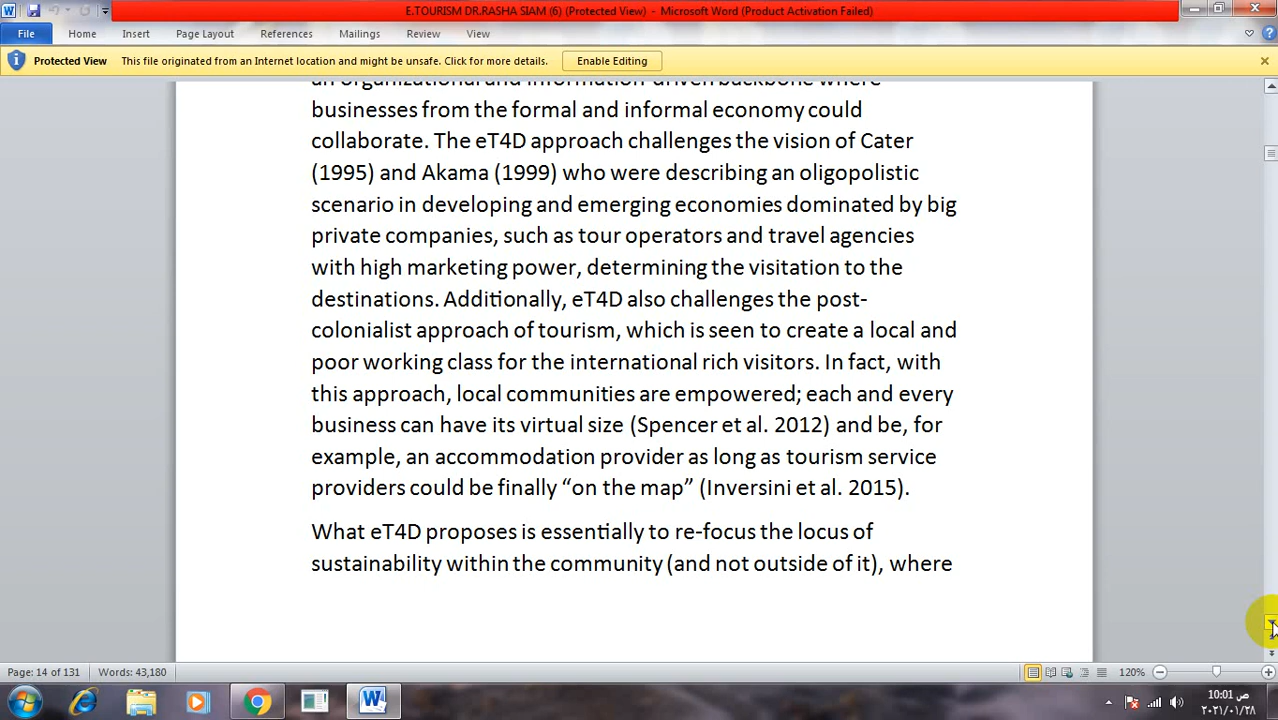 E.TOURISM DR.RASHA SIAM (6) (Protected View) - Microsoft Word (Product Activation Failed)
File Home Insert Page Layout References Mailings Review View
Protected View This file originated from an Internet location and might be unsafe. Click for more details. Enable Editing
an organizational and information-driven backbone where
businesses from the formal and informal economy could
collaborate. The eT4D approach challenges the vision of Cater
(1995) and Akama (1999) who were describing an oligopolistic
scenario in developing and emerging economies dominated by big
private companies, such as tour operators and travel agencies
with high marketing power, determining the visitation to the
destinations. Additionally, eT4D also challenges the post-
colonialist approach of tourism, which is seen to create a local and
poor working class for the international rich visitors. In fact, with
this approach, local communities are empowered; each and every
business can have its virtual size (Spencer et al. 2012) and be, for
example, an accommodation provider as long as tourism service
providers could be finally “on the map” (Inversini et al. 2015).
What eT4D proposes is essentially to re-focus the locus of
sustainability within the community (and not outside of it), where
Page: 14 of 131 Words: 43,180 120%
10:01 ص
٢٠٢١/٠١/٢٨